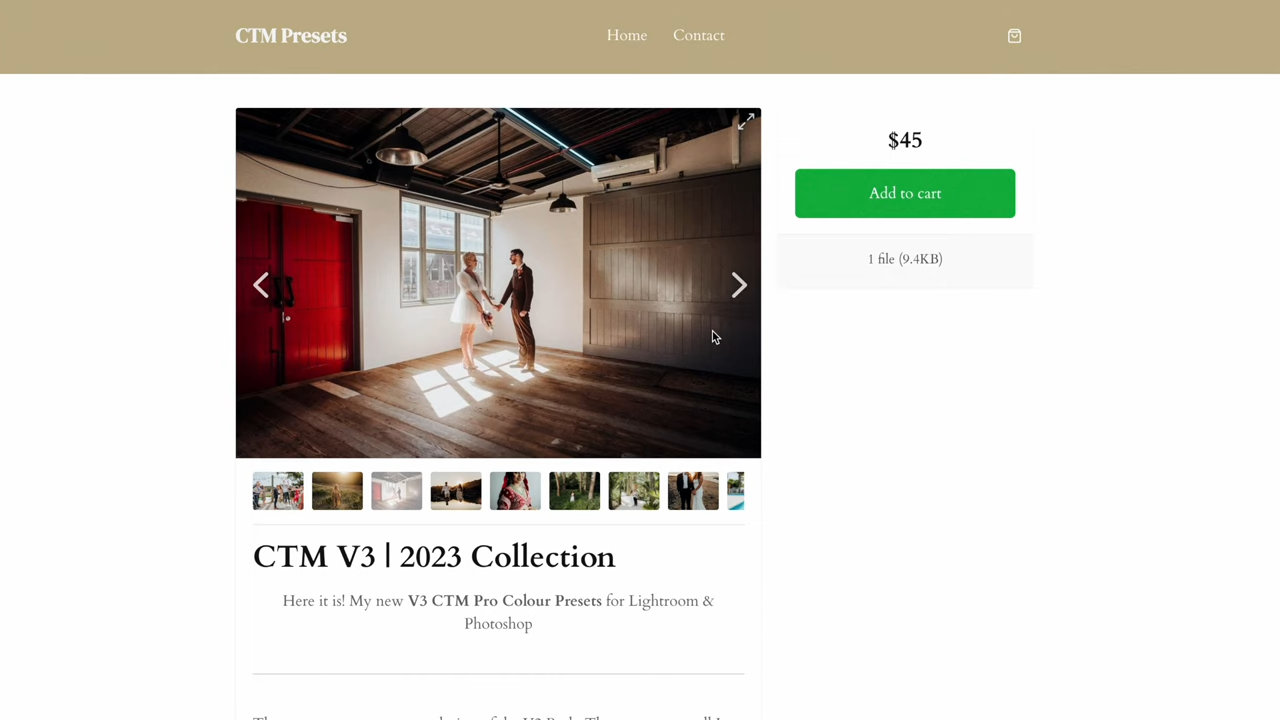 CTM Presets
Home
Contact
$45
Add to cart
1 file (9.4KB)
CTM V3 | 2023 Collection
Here it is! My new V3 CTM Pro Colour Presets for Lightroom &
Photoshop